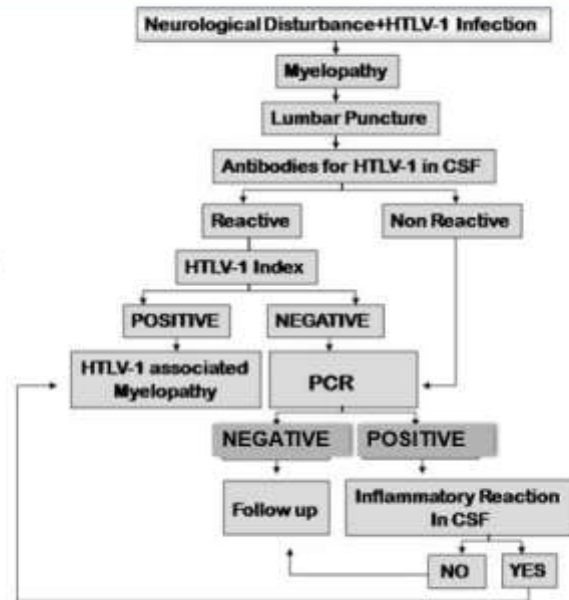 Neurological Disturbance+HTLV-1 Infection
Myelopathy
Lumbar Puncture
Antibodies for HTLV-1 in CSF
Reactive
Non Reactive
HTLV-1 Index
POSITIVE
NEGATIVE
HTLV-1 associated
Myelopathy
PCR
NEGATIVE
POSITIVE
Follow up
Inflammatory Reaction
In CSF
NO
YES